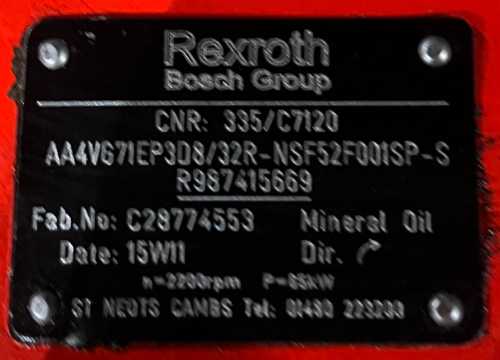 Rexroth
Bosch Group
CNR: 335/C7120
AA4VG71EP3D8/32R-NSF52F001SP-S
R987415669
Fab.No: C28774553 Mineral Oil
Date: 15W11 Dir.
n=2200rpm P=85kW
ST NEOTS CAMBS Tel: 01480 223200